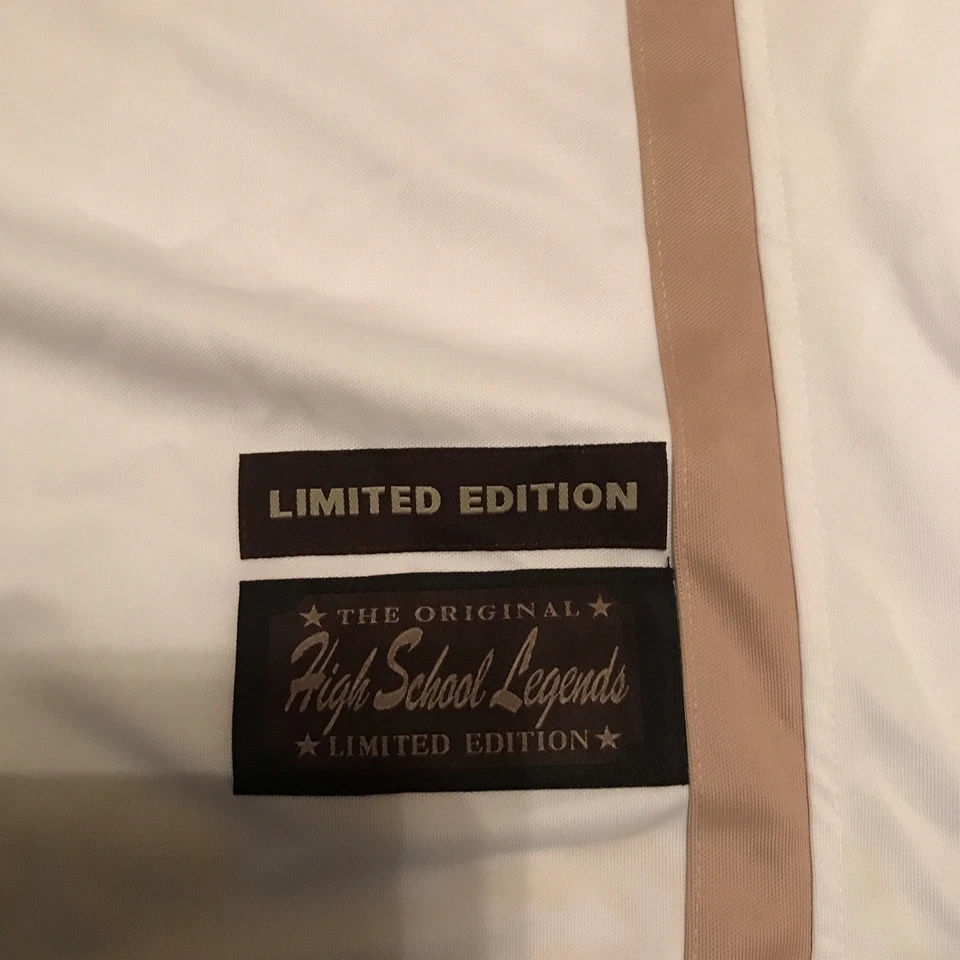 LIMITED EDITION
THE ORIGINAL
High School Legends
LIMITED EDITION